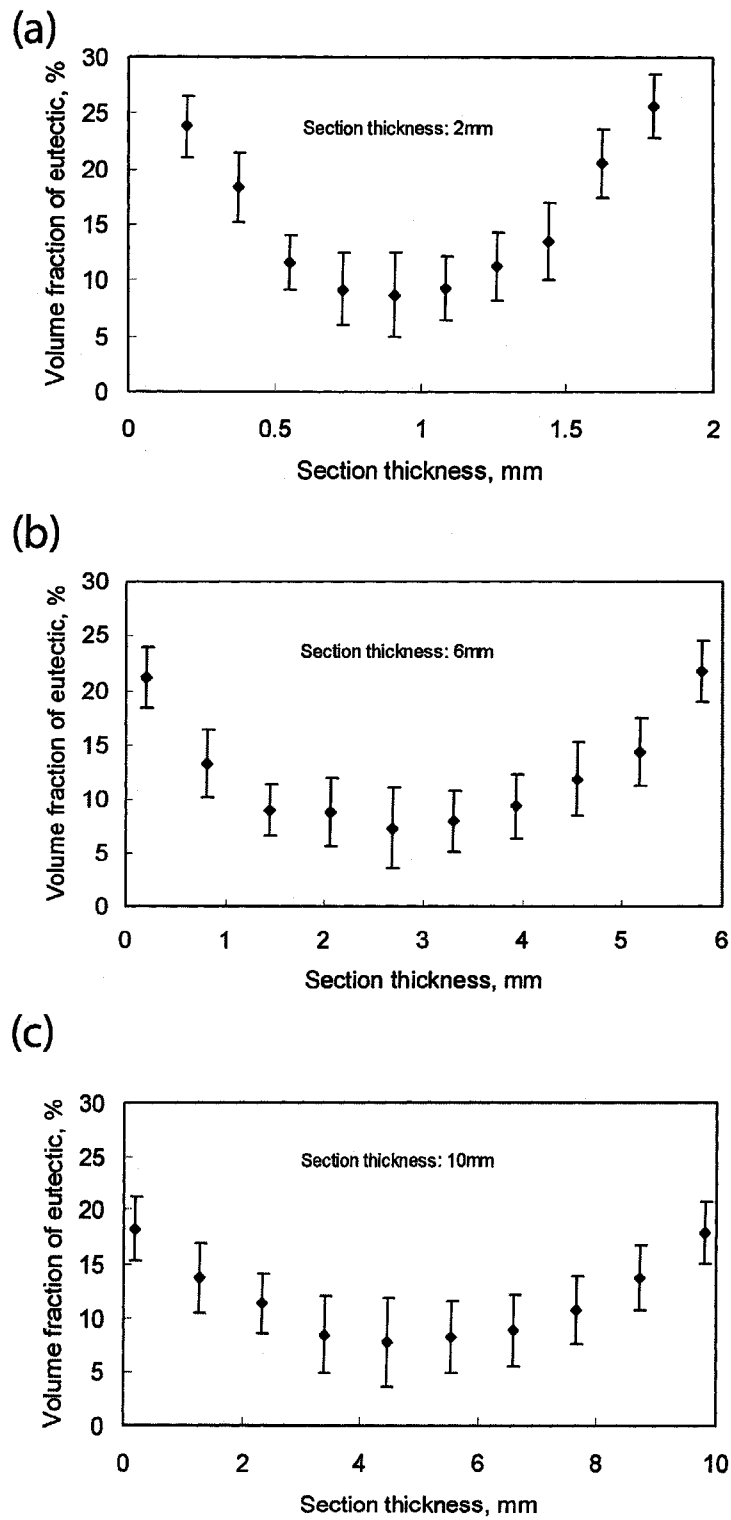 (a)
Volume fraction of eutectic, %
30
25
20
15
10
5
0
Section thickness: 2mm
0 0.5 1 1.5 2
Section thickness, mm
(b)
Volume fraction of eutectic, %
30
25
20
15
10
5
0
Section thickness: 6mm
0 1 2 3 4 5 6
Section thickness, mm
(c)
Volume fraction of eutectic, %
30
25
20
15
10
5
0
Section thickness: 10mm
0 2 4 6 8 10
Section thickness, mm